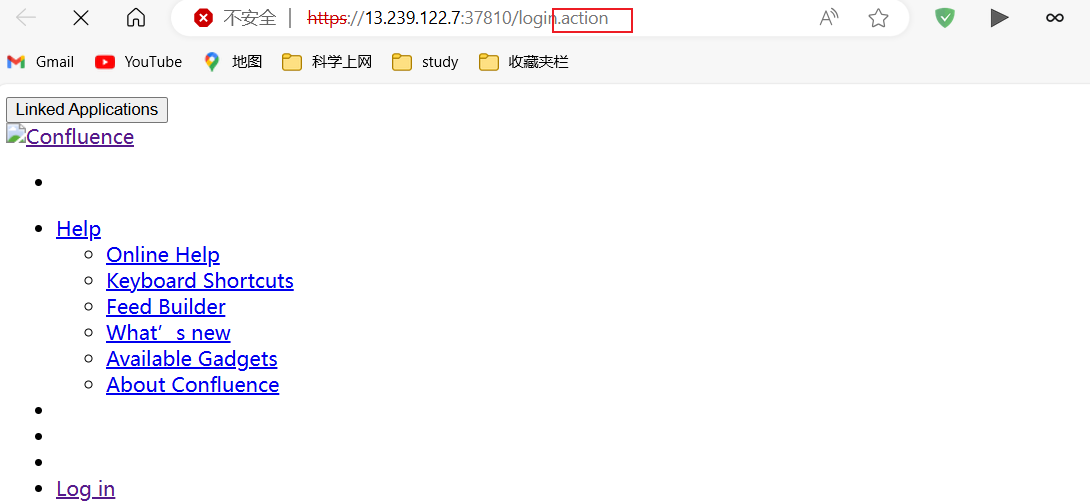 不安全 https://13.239.122.7:37810/login.action
Gmail YouTube 地图 科学上网 study 收藏夹栏
Linked Applications
Confluence
Help
Online Help
Keyboard Shortcuts
Feed Builder
What’s new
Available Gadgets
About Confluence
Log in